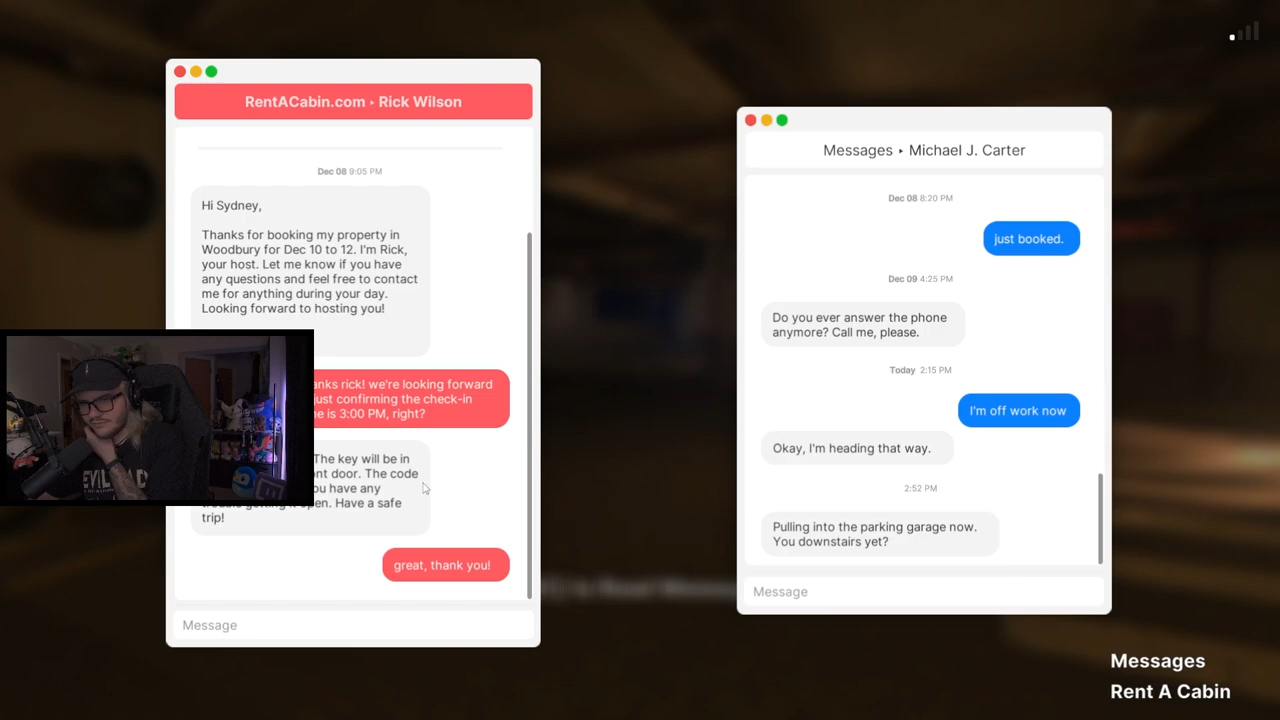 RentACabin.com ‣ Rick Wilson
Dec 08 9:05 PM
Hi Sydney,
Thanks for booking my property in
Woodbury for Dec 10 to 12. I'm Rick,
your host. Let me know if you have
any questions and feel free to contact
me for anything during your day.
Looking forward to hosting you!
rick! we're looking forward
just confirming the check-in
is 3:00 PM, right?
The key will be in
door. The code
have any
open. Have a safe
trip!
great, thank you!
Message
Messages ‣ Michael J. Carter
Dec 08 8:20 PM
just booked.
Dec 09 4:25 PM
Do you ever answer the phone
anymore? Call me, please.
Today 2:15 PM
I'm off work now
Okay, I'm heading that way.
2:52 PM
Pulling into the parking garage now.
You downstairs yet?
Message
Messages
Rent A Cabin